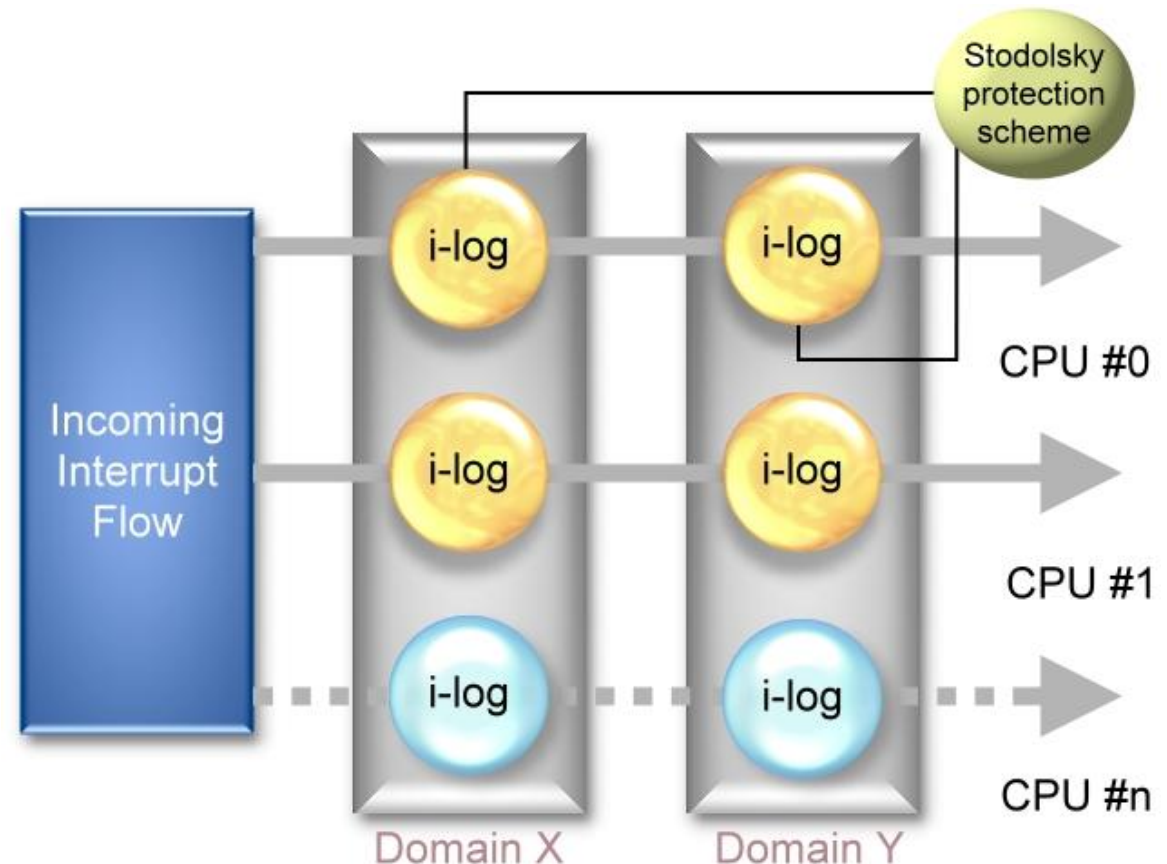 Stodolsky
protection
scheme
i-log
i-log
CPU #0
Incoming
Interrupt
Flow
i-log
i-log
CPU #1
i-log
i-log
CPU #n
Domain X
Domain Y